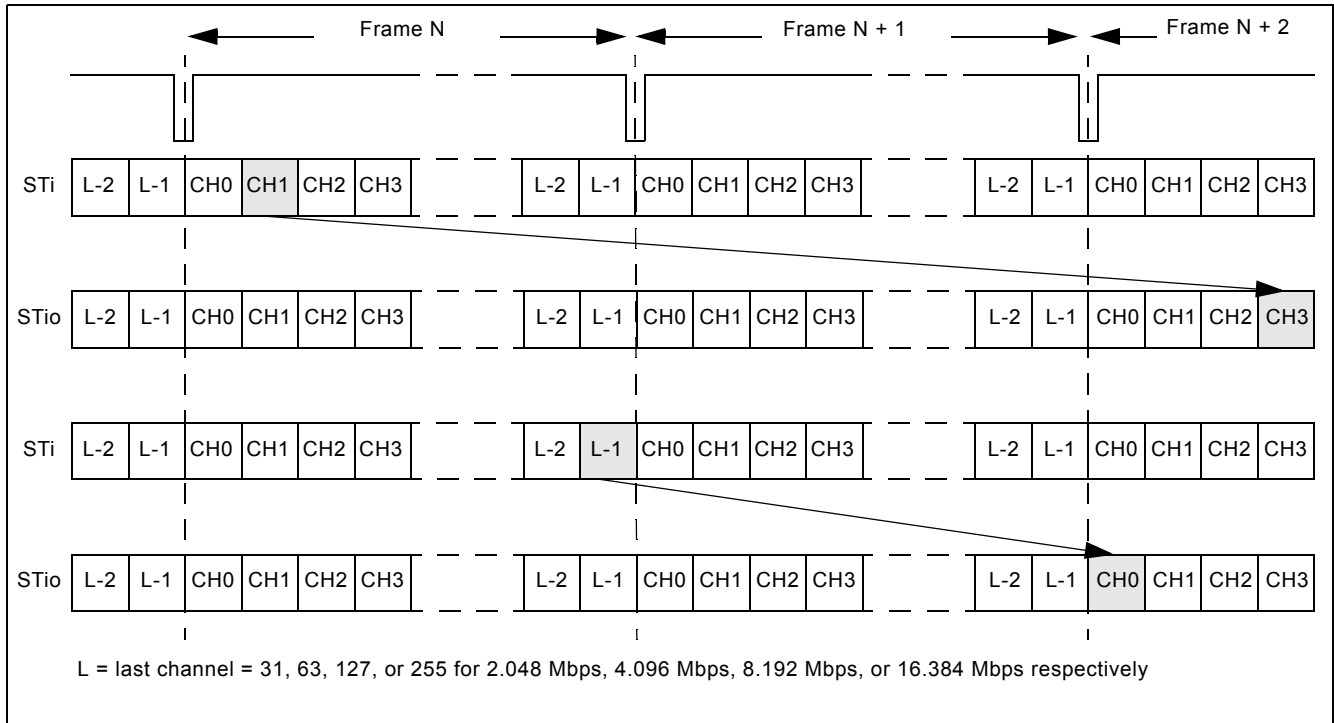 Frame N Frame N + 1 Frame N + 2
STi L-2 L-1 CH0 CH1 CH2 CH3 L-2 L-1 CH0 CH1 CH2 CH3 L-2 L-1 CH0 CH1 CH2 CH3
STio L-2 L-1 CH0 CH1 CH2 CH3 L-2 L-1 CH0 CH1 CH2 CH3 L-2 L-1 CH0 CH1 CH2 CH3
STi L-2 L-1 CH0 CH1 CH2 CH3 L-2 L-1 CH0 CH1 CH2 CH3 L-2 L-1 CH0 CH1 CH2 CH3
STio L-2 L-1 CH0 CH1 CH2 CH3 L-2 L-1 CH0 CH1 CH2 CH3 L-2 L-1 CH0 CH1 CH2 CH3
L = last channel = 31, 63, 127, or 255 for 2.048 Mbps, 4.096 Mbps, 8.192 Mbps, or 16.384 Mbps respectively